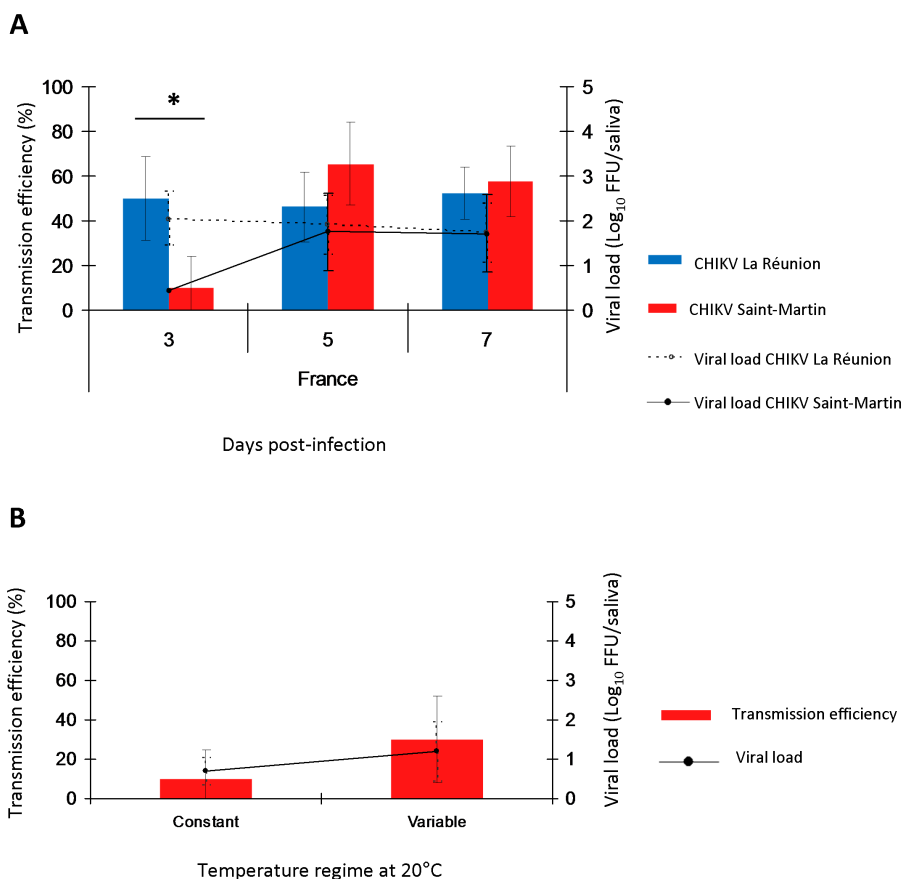 A
Transmission efficiency (%)
100
80
60
40
20
0
*
5
4
3
2
1
0
Viral load (Log10 FFU/saliva)
3 5 7
France
Days post-infection
CHIKV La Réunion
CHIKV Saint-Martin
Viral load CHIKV La Réunion
Viral load CHIKV Saint-Martin
B
Transmission efficiency (%)
100
80
60
40
20
0
5
4
3
2
1
0
Viral load (Log10 FFU/saliva)
Constant Variable
Temperature regime at 20°C
Transmission efficiency
Viral load